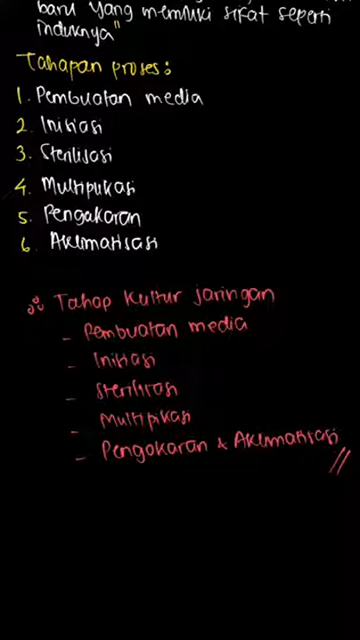 baru yang memiliki sifat seperti
induknya"
Tahapan proses:
1. Pembuatan media
2. Inisiasi
3. Sterilisasi
4. Multiplikasi
5. Pengakaran
6. Aklimatisasi
∴ Tahap Kultur jaringan
- Pembuatan media
- Inisiasi
- Sterilisasi
- Multiplikasi
- Pengakaran & Aklimatisasi //